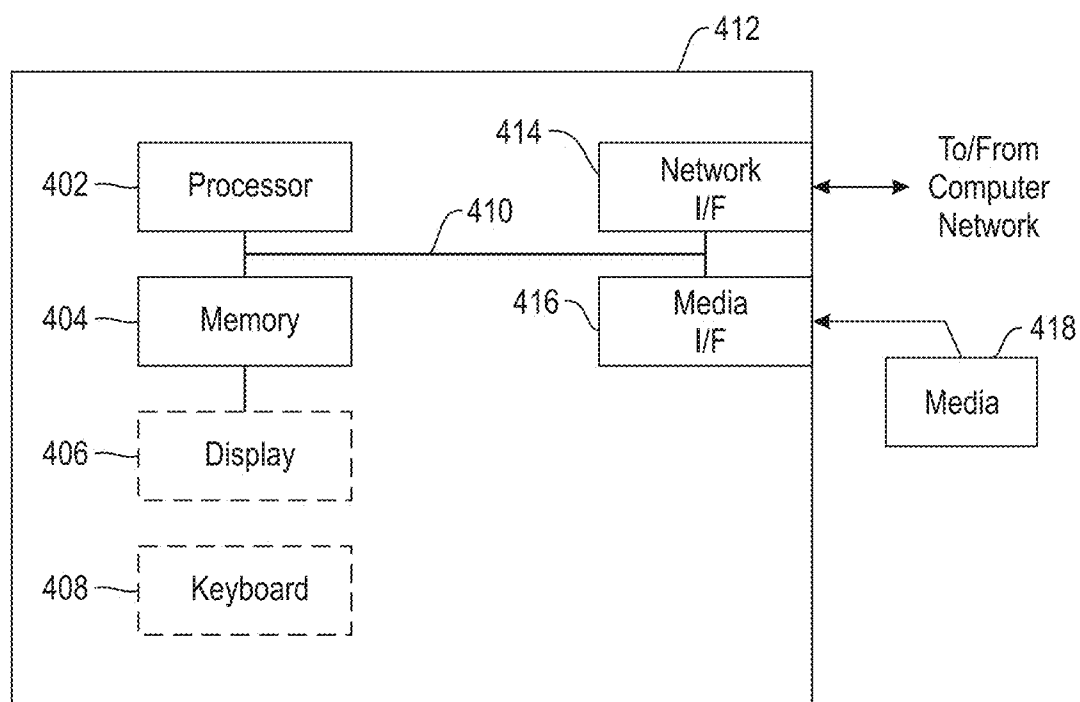 412
414
To/From
402
Processor
Network
I/F
Computer
Network
410
404
Memory
416
Media
I/F
418
Media
406
Display
408
Keyboard